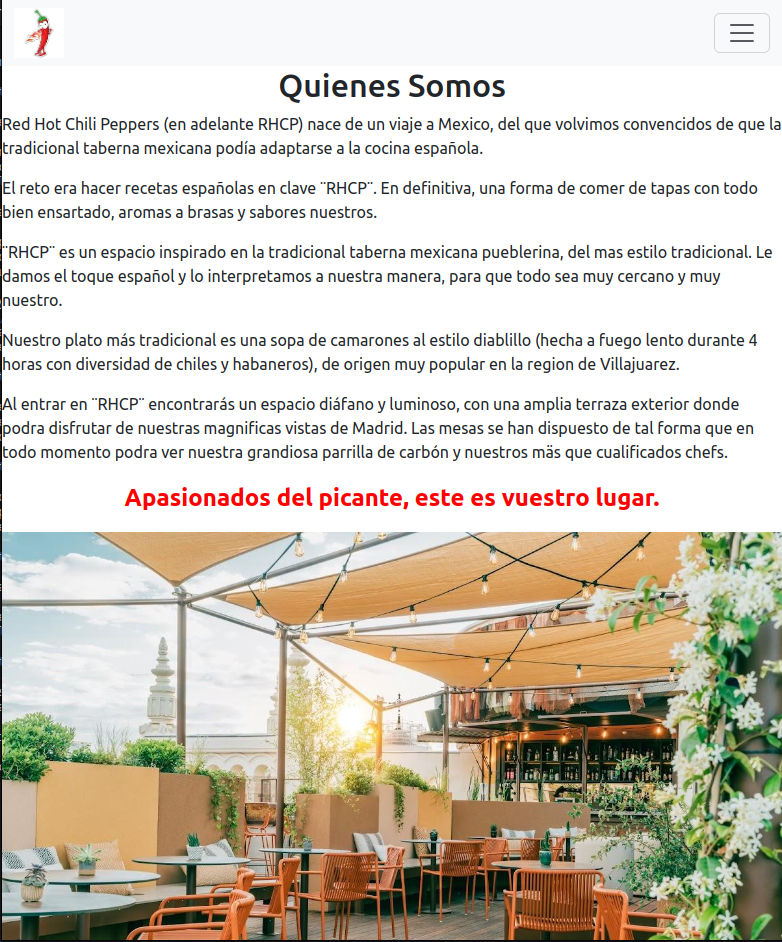 Quienes Somos
Red Hot Chili Peppers (en adelante RHCP) nace de un viaje a Mexico, del que volvimos convencidos de que la
tradicional taberna mexicana podía adaptarse a la cocina española.
El reto era hacer recetas españolas en clave ¨RHCP¨. En definitiva, una forma de comer de tapas con todo
bien ensartado, aromas a brasas y sabores nuestros.
¨RHCP¨ es un espacio inspirado en la tradicional taberna mexicana pueblerina, del mas estilo tradicional. Le
damos el toque español y lo interpretamos a nuestra manera, para que todo sea muy cercano y muy
nuestro.
Nuestro plato más tradicional es una sopa de camarones al estilo diablillo (hecha a fuego lento durante 4
horas con diversidad de chiles y habaneros), de origen muy popular en la region de Villajuarez.
Al entrar en ¨RHCP¨ encontrarás un espacio diáfano y luminoso, con una amplia terraza exterior donde
podra disfrutar de nuestras magnificas vistas de Madrid. Las mesas se han dispuesto de tal forma que en
todo momento podra ver nuestra grandiosa parrilla de carbón y nuestros mäs que cualificados chefs.
Apasionados del picante, este es vuestro lugar.